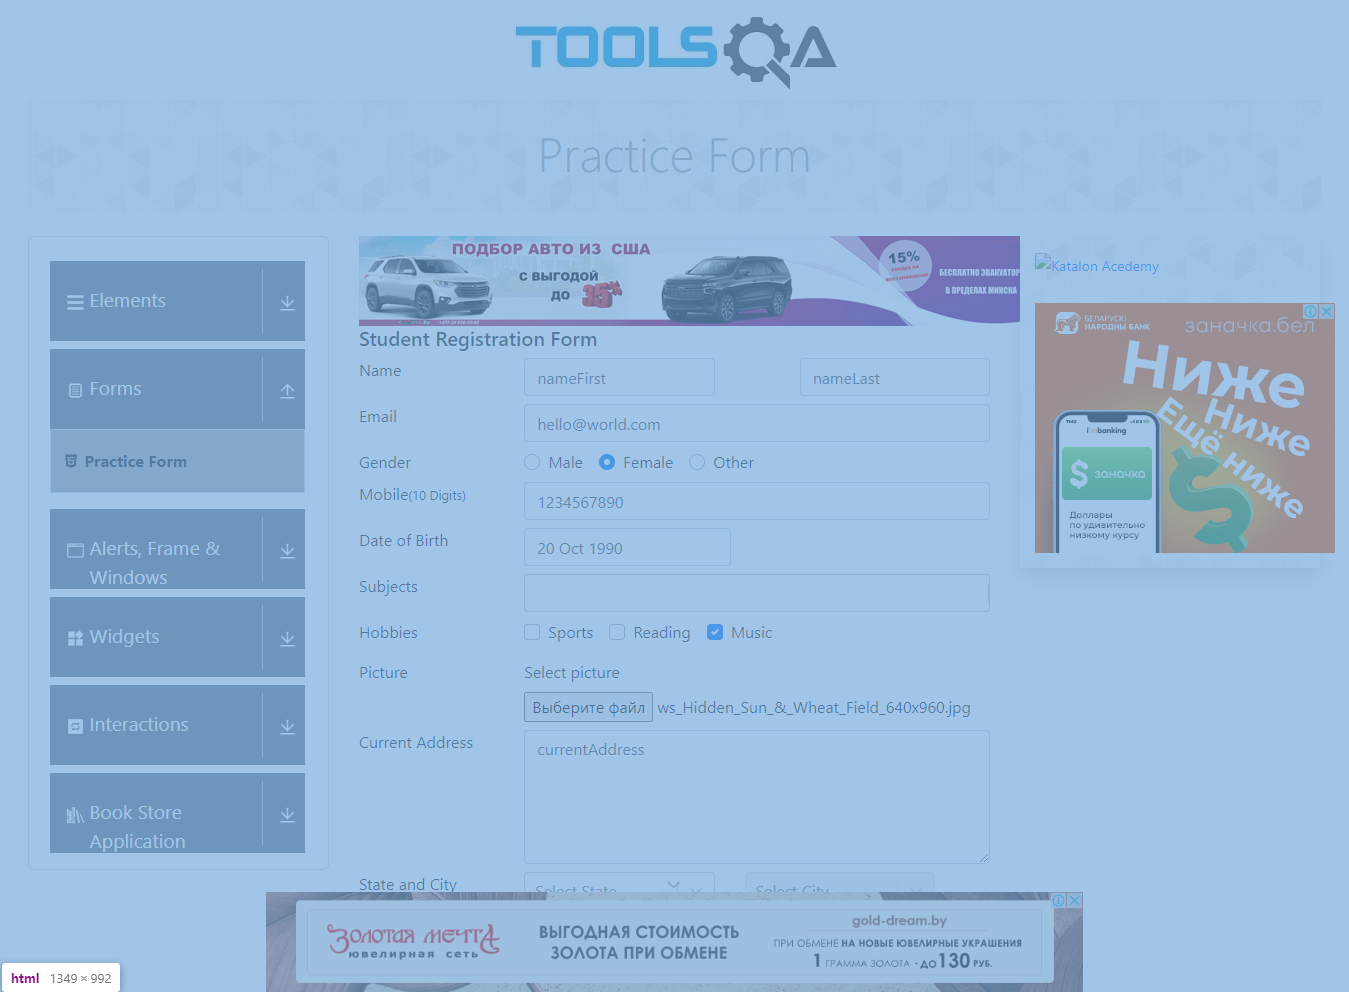 TOOLSQA
Practice Form
Elements
Forms
Practice Form
Alerts, Frame &
Windows
Widgets
Interactions
Book Store
Application
ПОДБОР АВТО ИЗ США
С ВЫГОДОЙ
ДО 35%
15%
БЕСПЛАТНО ЭВАКУАТОР
В ПРЕДЕЛАХ МИНСКА
Student Registration Form
Name
nameFirst
nameLast
Email
hello@world.com
Gender
Male
Female
Other
Mobile(10 Digits)
1234567890
Date of Birth
20 Oct 1990
Subjects
Hobbies
Sports
Reading
Music
Picture
Select picture
Выберите файл
ws_Hidden_Sun_&_Wheat_Field_640x960.jpg
Current Address
currentAddress
State and City
Select State
Select City
Katalon Acedemy
БЕЛАРУСКІ
НАРОДНЫ БАНК
заначка.бел
Ниже
Ниже
Ещё ниже
banking
$ ЗАНАЧКА
Доллары
по удивительно
низкому курсу
ЗОЛОТАЯ МЕЧТА
ювелирная сеть
ВЫГОДНАЯ СТОИМОСТЬ
ЗОЛОТА ПРИ ОБМЕНЕ
gold-dream.by
ПРИ ОБМЕНЕ НА НОВЫЕ ЮВЕЛИРНЫЕ УКРАШЕНИЯ
1 ГРАММА ЗОЛОТА - ДО 130 РУБ.
html 1349 × 992